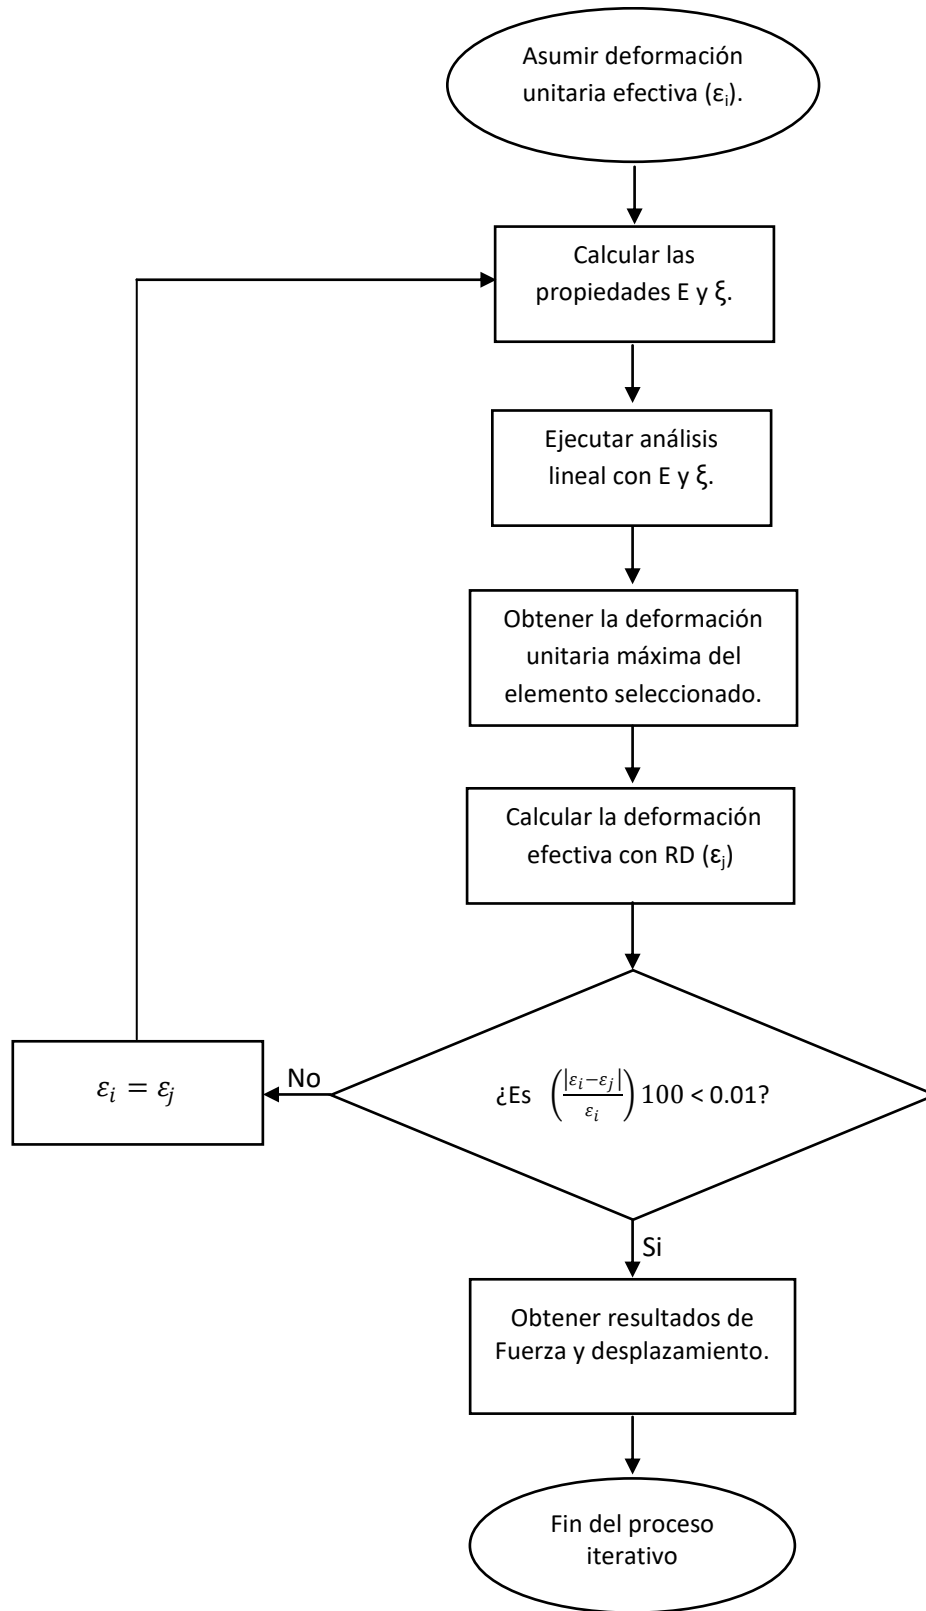 Asumir deformación
unitaria efectiva (εᵢ).
Calcular las
propiedades E y ξ.
Ejecutar análisis
lineal con E y ξ.
Obtener la deformación
unitaria máxima del
elemento seleccionado.
Calcular la deformación
efectiva con RD (εⱼ)
εᵢ = εⱼ
No
¿Es (|εᵢ−εⱼ|/εᵢ) 100 < 0.01?
Si
Obtener resultados de
Fuerza y desplazamiento.
Fin del proceso
iterativo